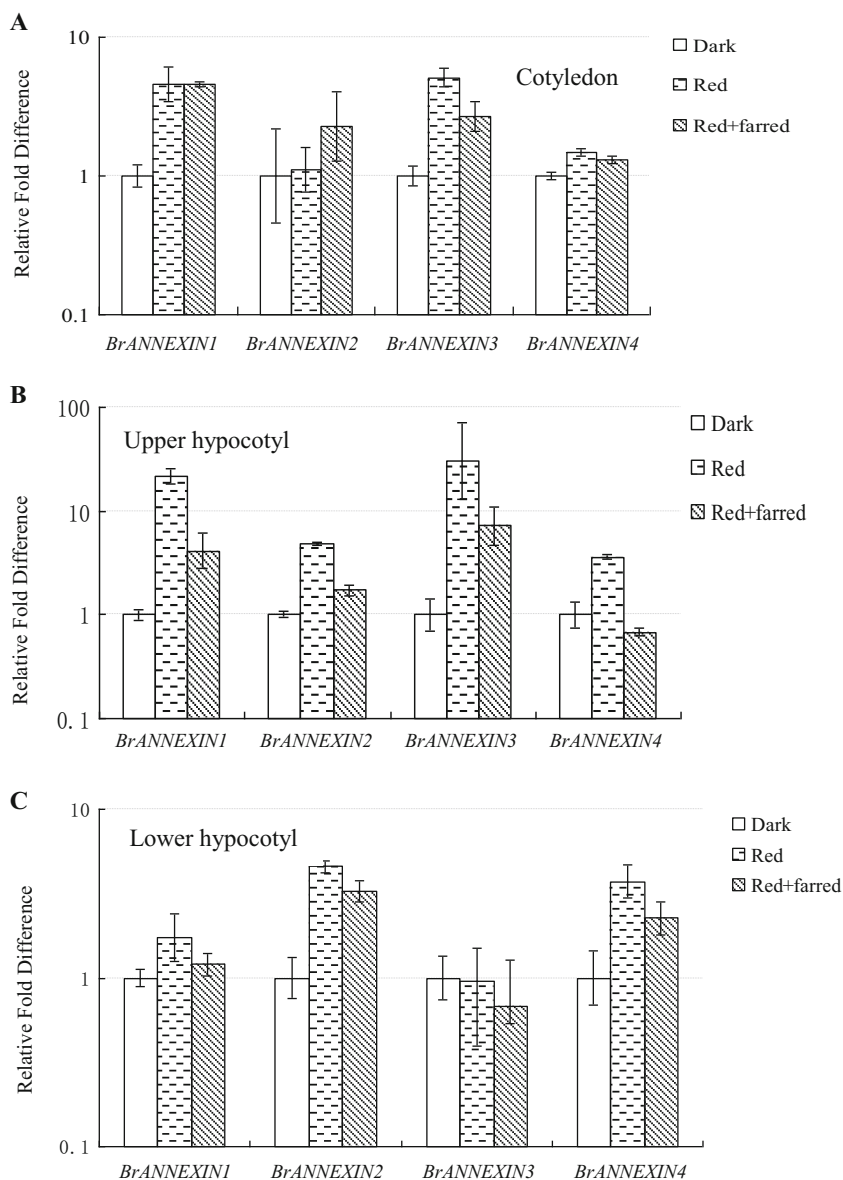 A
10
Cotyledon
Dark
Red
Red+farred
Relative Fold Difference
1
0.1
BrANNEXIN1 BrANNEXIN2 BrANNEXIN3 BrANNEXIN4
B
100
Upper hypocotyl
Dark
Red
Red+farred
Relative Fold Difference
10
1
0.1
BrANNEXIN1 BrANNEXIN2 BrANNEXIN3 BrANNEXIN4
C
10
Lower hypocotyl
Dark
Red
Red+farred
Relative Fold Difference
1
0.1
BrANNEXIN1 BrANNEXIN2 BrANNEXIN3 BrANNEXIN4